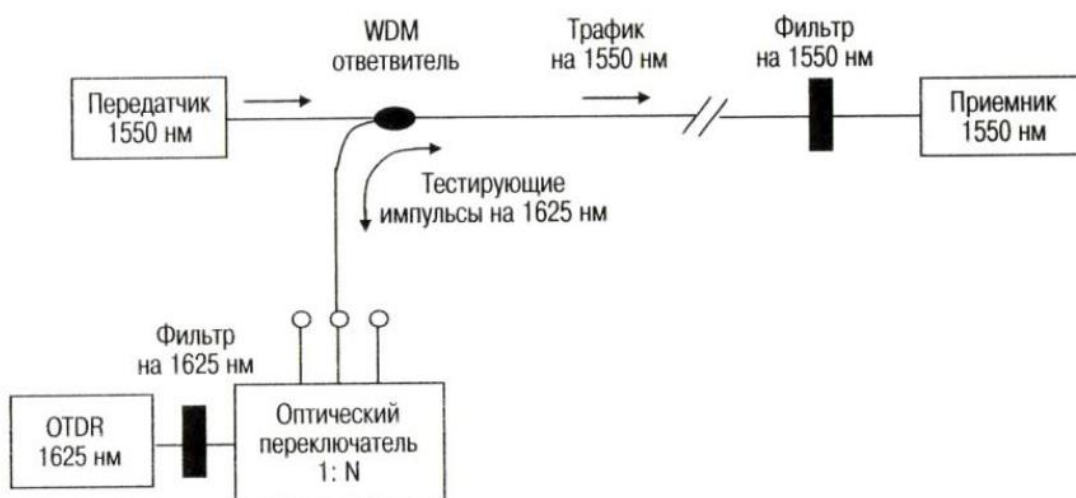 WDM
ответвитель
Трафик
на 1550 нм
Фильтр
на 1550 нм
Передатчик
1550 нм
Приемник
1550 нм
Тестирующие
импульсы на 1625 нм
Фильтр
на 1625 нм
OTDR
1625 нм
Оптический
переключатель
1: N